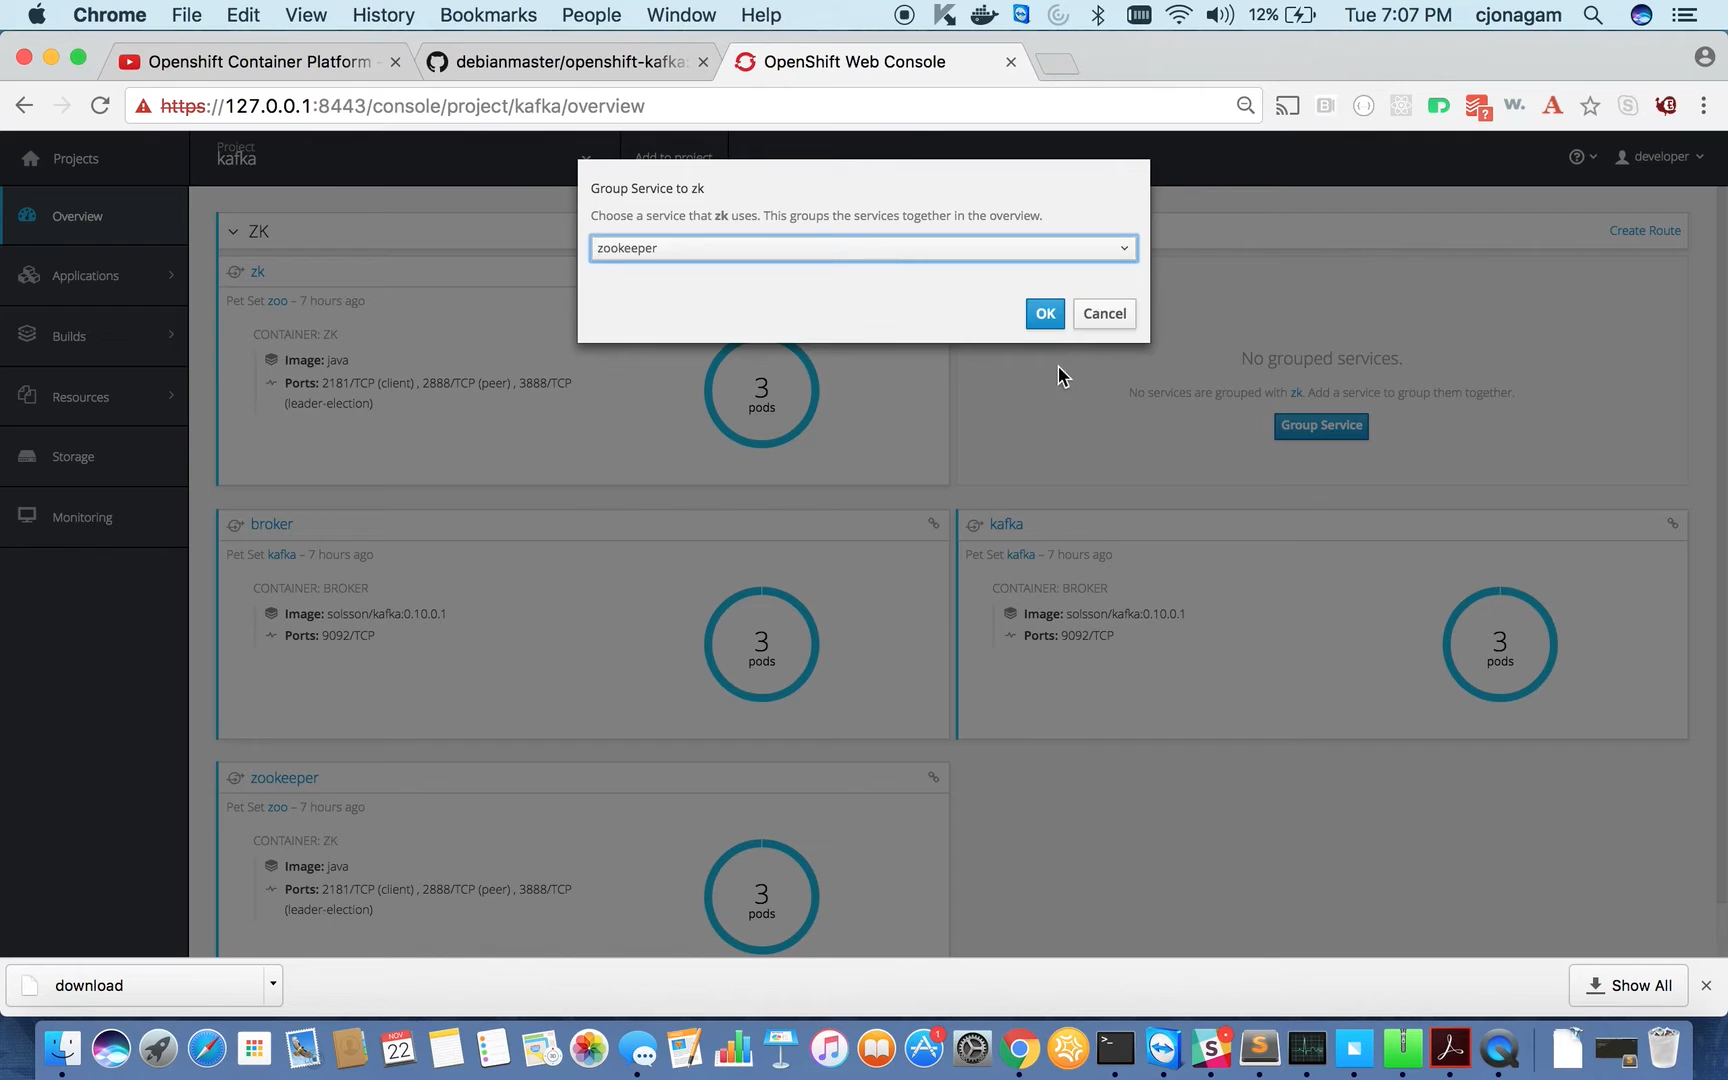 Chrome File Edit View History Bookmarks People Window Help 12% Tue 7:07 PM cjonagam
Openshift Container Platform
debianmaster/openshift-kafka:
OpenShift Web Console
https://127.0.0.1:8443/console/project/kafka/overview
Projects
Project
kafka
Add to project
developer
Group Service to zk
Choose a service that zk uses. This groups the services together in the overview.
zookeeper
OK
Cancel
Overview
Applications
Builds
Resources
Storage
Monitoring
ZK
Create Route
zk
Pet Set zoo – 7 hours ago
CONTAINER: ZK
Image: java
Ports: 2181/TCP (client) , 2888/TCP (peer) , 3888/TCP
(leader-election)
3
pods
No grouped services.
No services are grouped with zk. Add a service to group them together.
Group Service
broker
Pet Set kafka – 7 hours ago
CONTAINER: BROKER
Image: solsson/kafka:0.10.0.1
Ports: 9092/TCP
3
pods
kafka
Pet Set kafka – 7 hours ago
CONTAINER: BROKER
Image: solsson/kafka:0.10.0.1
Ports: 9092/TCP
3
pods
zookeeper
Pet Set zoo – 7 hours ago
CONTAINER: ZK
Image: java
Ports: 2181/TCP (client) , 2888/TCP (peer) , 3888/TCP
(leader-election)
3
pods
download
Show All
NOV
22
1